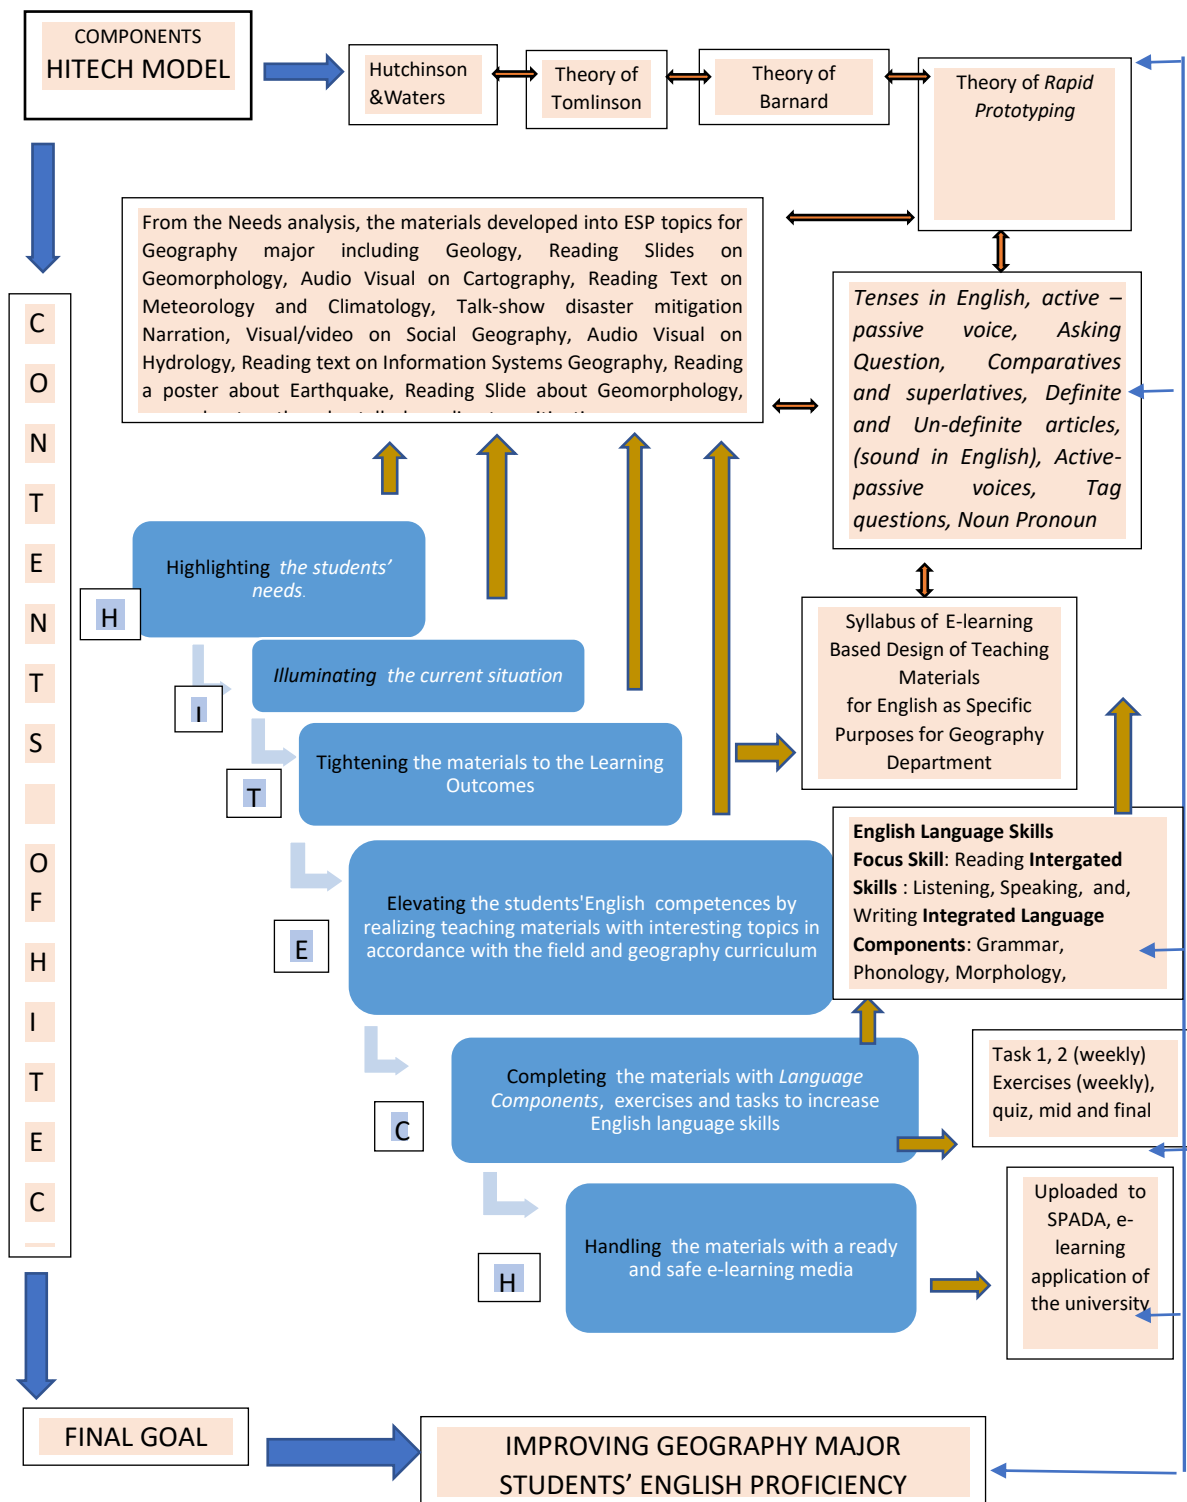 COMPONENTS
HITECH MODEL
Hutchinson
&Waters
Theory of
Tomlinson
Theory of
Barnard
Theory of Rapid
Prototyping
From the Needs analysis, the materials developed into ESP topics for
Geography major including Geology, Reading Slides on
Geomorphology, Audio Visual on Cartography, Reading Text on
Meteorology and Climatology, Talk-show disaster mitigation
Narration, Visual/video on Social Geography, Audio Visual on
Hydrology, Reading text on Information Systems Geography, Reading
a poster about Earthquake, Reading Slide about Geomorphology,
Tenses in English, active –
passive voice, Asking
Question, Comparatives
and superlatives, Definite
and Un-definite articles,
(sound in English), Active-
passive voices, Tag
questions, Noun Pronoun
C
O
N
T
E
N
T
S
O
F
H
I
T
E
C
Highlighting the students’
needs.
H
Illuminating the current situation
I
Tightening the materials to the Learning
Outcomes
T
Syllabus of E-learning
Based Design of Teaching
Materials
for English as Specific
Purposes for Geography
Department
Elevating the students'English competences by
realizing teaching materials with interesting topics in
accordance with the field and geography curriculum
E
English Language Skills
Focus Skill: Reading Intergated
Skills : Listening, Speaking, and,
Writing Integrated Language
Components: Grammar,
Phonology, Morphology,
Completing the materials with Language
Components, exercises and tasks to increase
English language skills
C
Task 1, 2 (weekly)
Exercises (weekly),
quiz, mid and final
Handling the materials with a ready
and safe e-learning media
H
Uploaded to
SPADA, e-
learning
application of
the university
FINAL GOAL
IMPROVING GEOGRAPHY MAJOR
STUDENTS’ ENGLISH PROFICIENCY